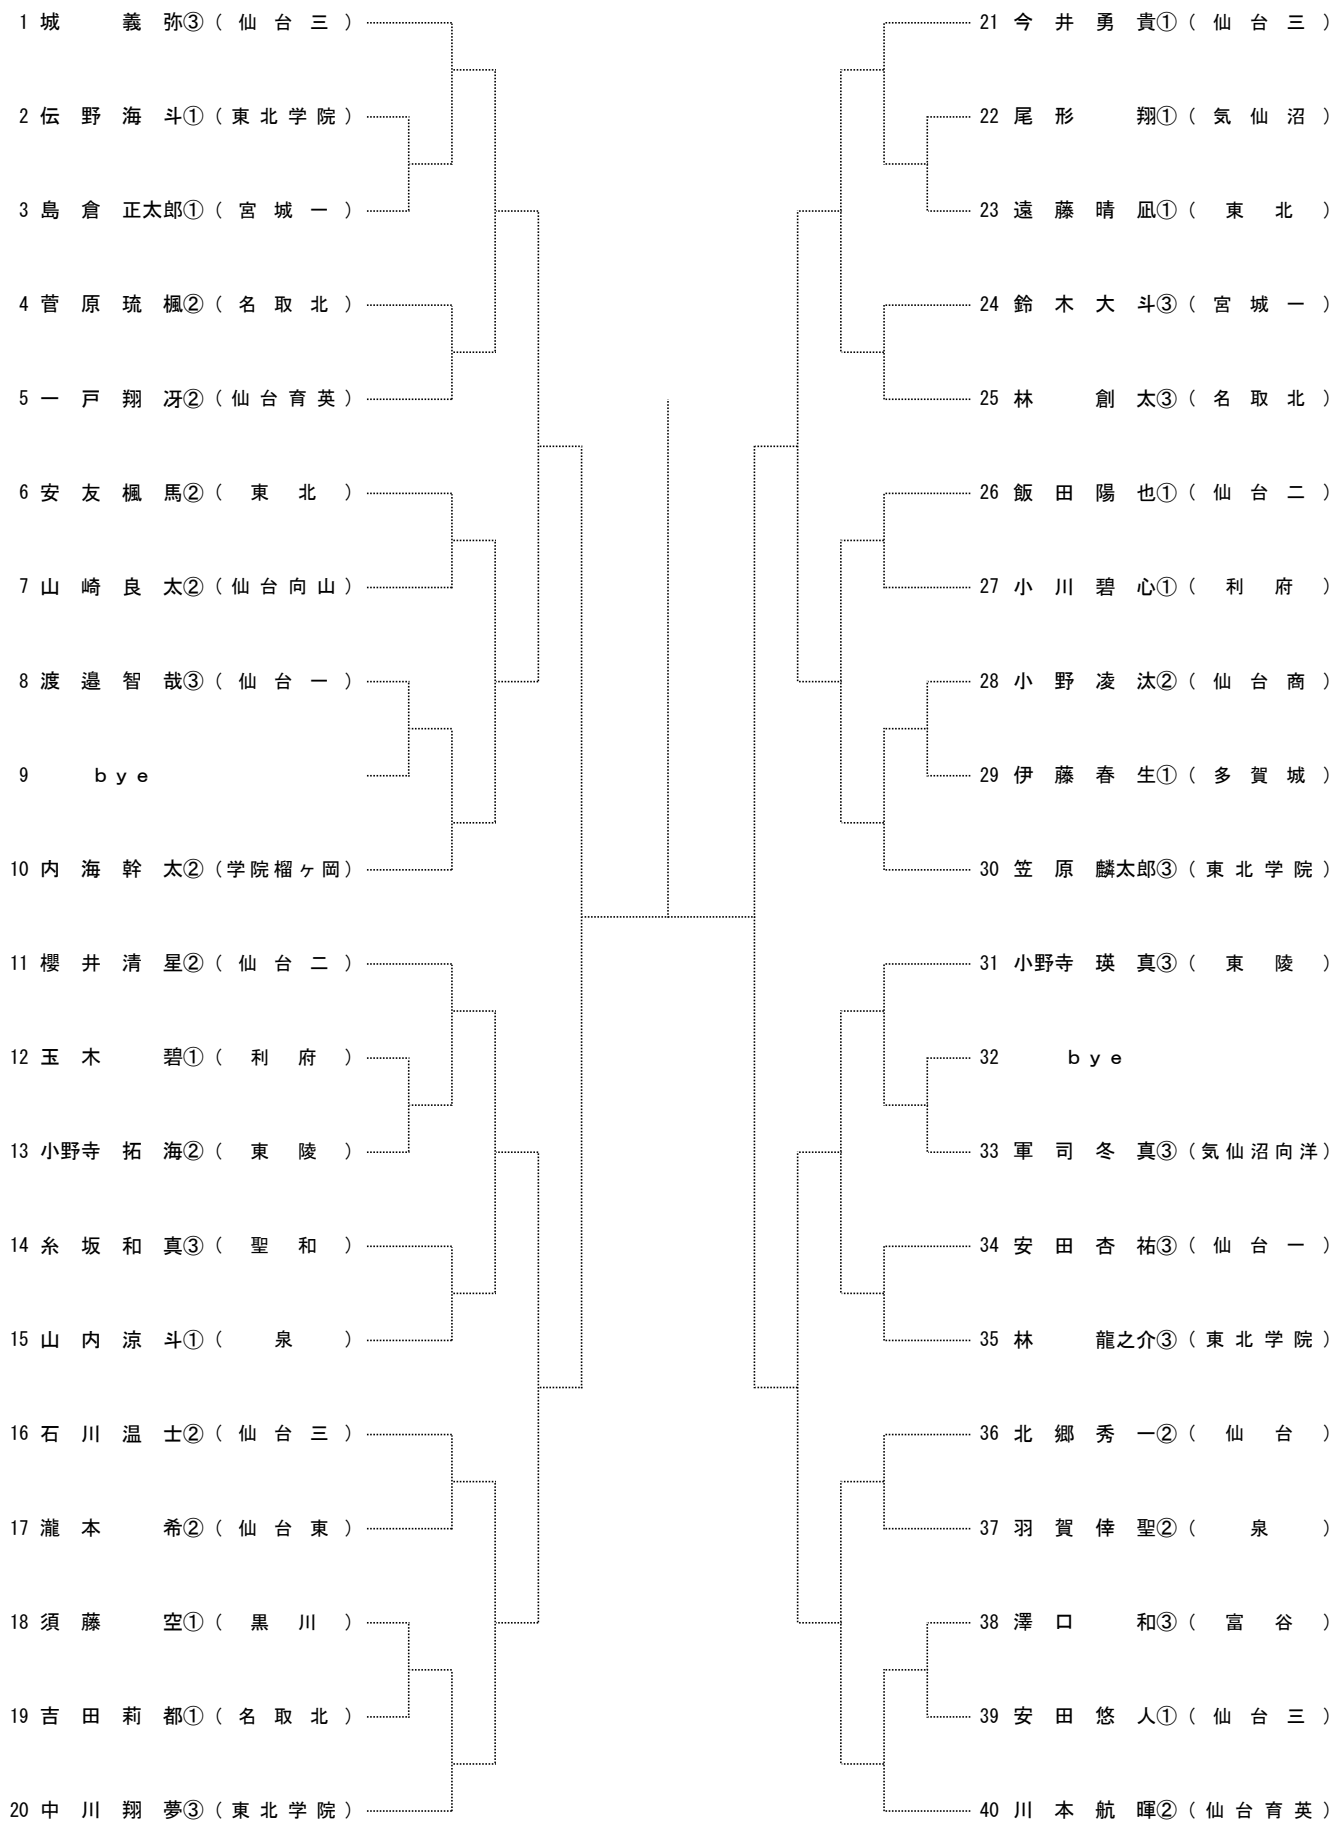 1 城 義 弥③ ( 仙 台 三 )
2 伝 野 海 斗① ( 東 北 学 院 )
3 島 倉 正太郎① ( 宮 城 一 )
4 菅 原 琉 楓② ( 名 取 北 )
5 一 戸 翔 冴② ( 仙 台 育 英 )
6 安 友 楓 馬② ( 東 北 )
7 山 崎 良 太② ( 仙 台 向 山 )
8 渡 邉 智 哉③ ( 仙 台 一 )
9 b y e
10 内 海 幹 太② ( 学 院 榴 ヶ 岡 )
11 櫻 井 清 星② ( 仙 台 二 )
12 玉 木 碧① ( 利 府 )
13 小野寺 拓 海② ( 東 陵 )
14 糸 坂 和 真③ ( 聖 和 )
15 山 内 涼 斗① ( 泉 )
16 石 川 温 士② ( 仙 台 三 )
17 瀧 本 希② ( 仙 台 東 )
18 須 藤 空① ( 黒 川 )
19 吉 田 莉 都① ( 名 取 北 )
20 中 川 翔 夢③ ( 東 北 学 院 )
21 今 井 勇 貴① ( 仙 台 三 )
22 尾 形 翔① ( 気 仙 沼 )
23 遠 藤 晴 凪① ( 東 北 )
24 鈴 木 大 斗③ ( 宮 城 一 )
25 林 創 太③ ( 名 取 北 )
26 飯 田 陽 也① ( 仙 台 二 )
27 小 川 碧 心① ( 利 府 )
28 小 野 凌 汰② ( 仙 台 商 )
29 伊 藤 春 生① ( 多 賀 城 )
30 笠 原 麟太郎③ ( 東 北 学 院 )
31 小野寺 瑛 真③ ( 東 陵 )
32 b y e
33 軍 司 冬 真③ ( 気 仙 沼 向 洋 )
34 安 田 杏 祐③ ( 仙 台 一 )
35 林 龍之介③ ( 東 北 学 院 )
36 北 郷 秀 一② ( 仙 台 )
37 羽 賀 倖 聖② ( 泉 )
38 澤 口 和③ ( 富 谷 )
39 安 田 悠 人① ( 仙 台 三 )
40 川 本 航 暉② ( 仙 台 育 英 )